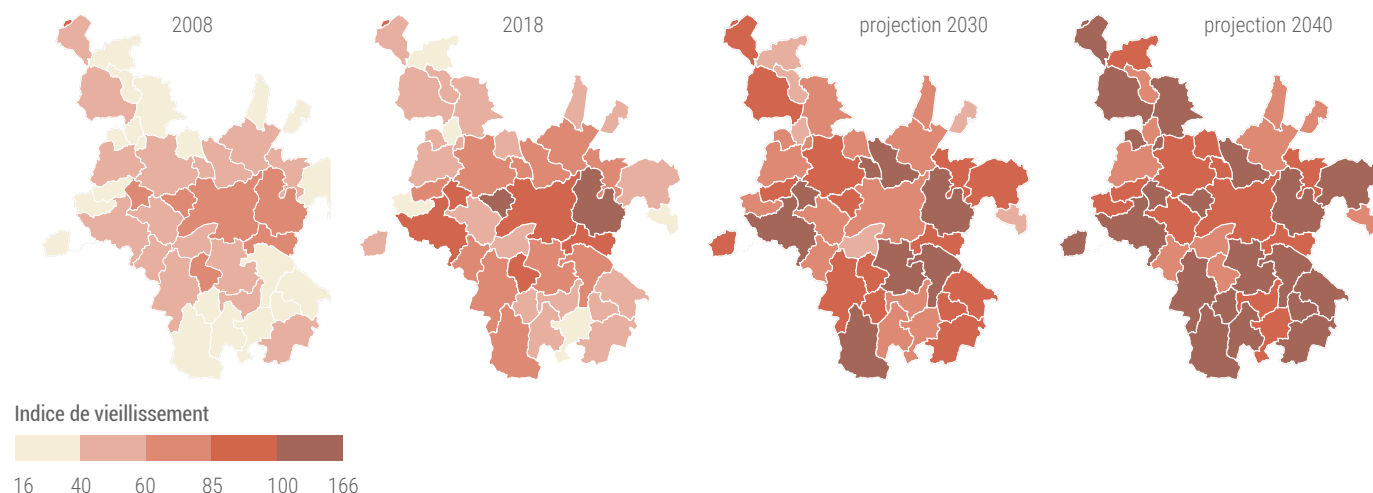 2008 2018 projection 2030 projection 2040
Indice de vieillissement
16 40 60 85 100 166